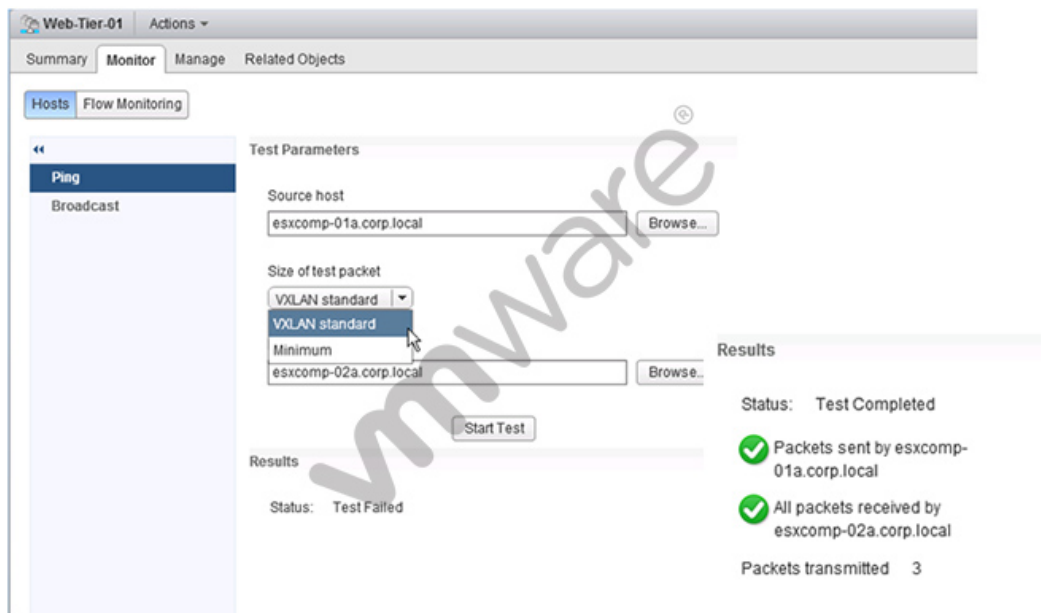 Web-Tier-01 Actions
Summary Monitor Manage Related Objects
Hosts Flow Monitoring
Ping
Broadcast
Test Parameters
Source host
esxcomp-01a.corp.local Browse...
Size of test packet
VXLAN standard
VXLAN standard
Minimum
esxcomp-02a.corp.local Browse..
Start Test
Results
Status: Test Failed
Results
Status: Test Completed
Packets sent by esxcomp-
01a.corp.local
All packets received by
esxcomp-02a.corp.local
Packets transmitted 3
vmware®